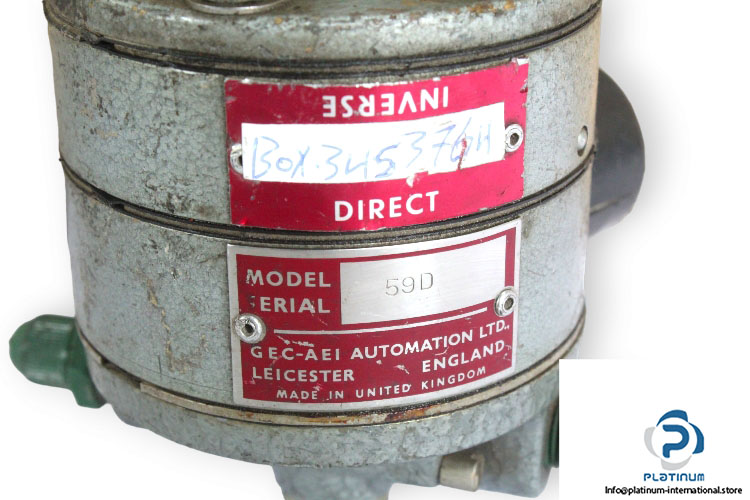 INVERSE
BOX.345376H
DIRECT
MODEL 59D
ERIAL
GEC-AEI AUTOMATION LTD.,
LEICESTER ENGLAND
MADE IN UNITED KINGDOM
PLATINUM
Info@platinum-international.store